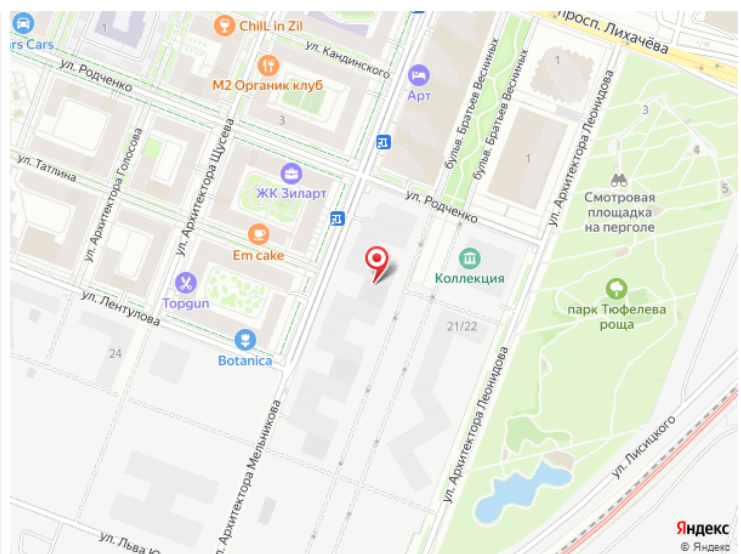 rs Cars
ChilL in Zil
просп. Лихачёва
ул. Кандинского
ул. Родченко
М2 Органик клуб
Арт
бульв. Братьев Весниных
бульв. Братьев Весниных
1
3
3
4
5
1
ул. Архитектора Леонидова
ул. Татлина
ул. Архитектора Голосова
ул. Архитектора Щусева
ЖК Зиларт
ул. Родченко
Смотровая
площадка
на перголе
Em cake
Коллекция
Topgun
парк Тюфелева
роща
ул. Лентулова
24
Botanica
21/22
ул. Архитектора Мельникова
ул. Архитектора Леонидова
ул. Лисицкого
ул. Льва Ю
Яндекс
© Яндекс